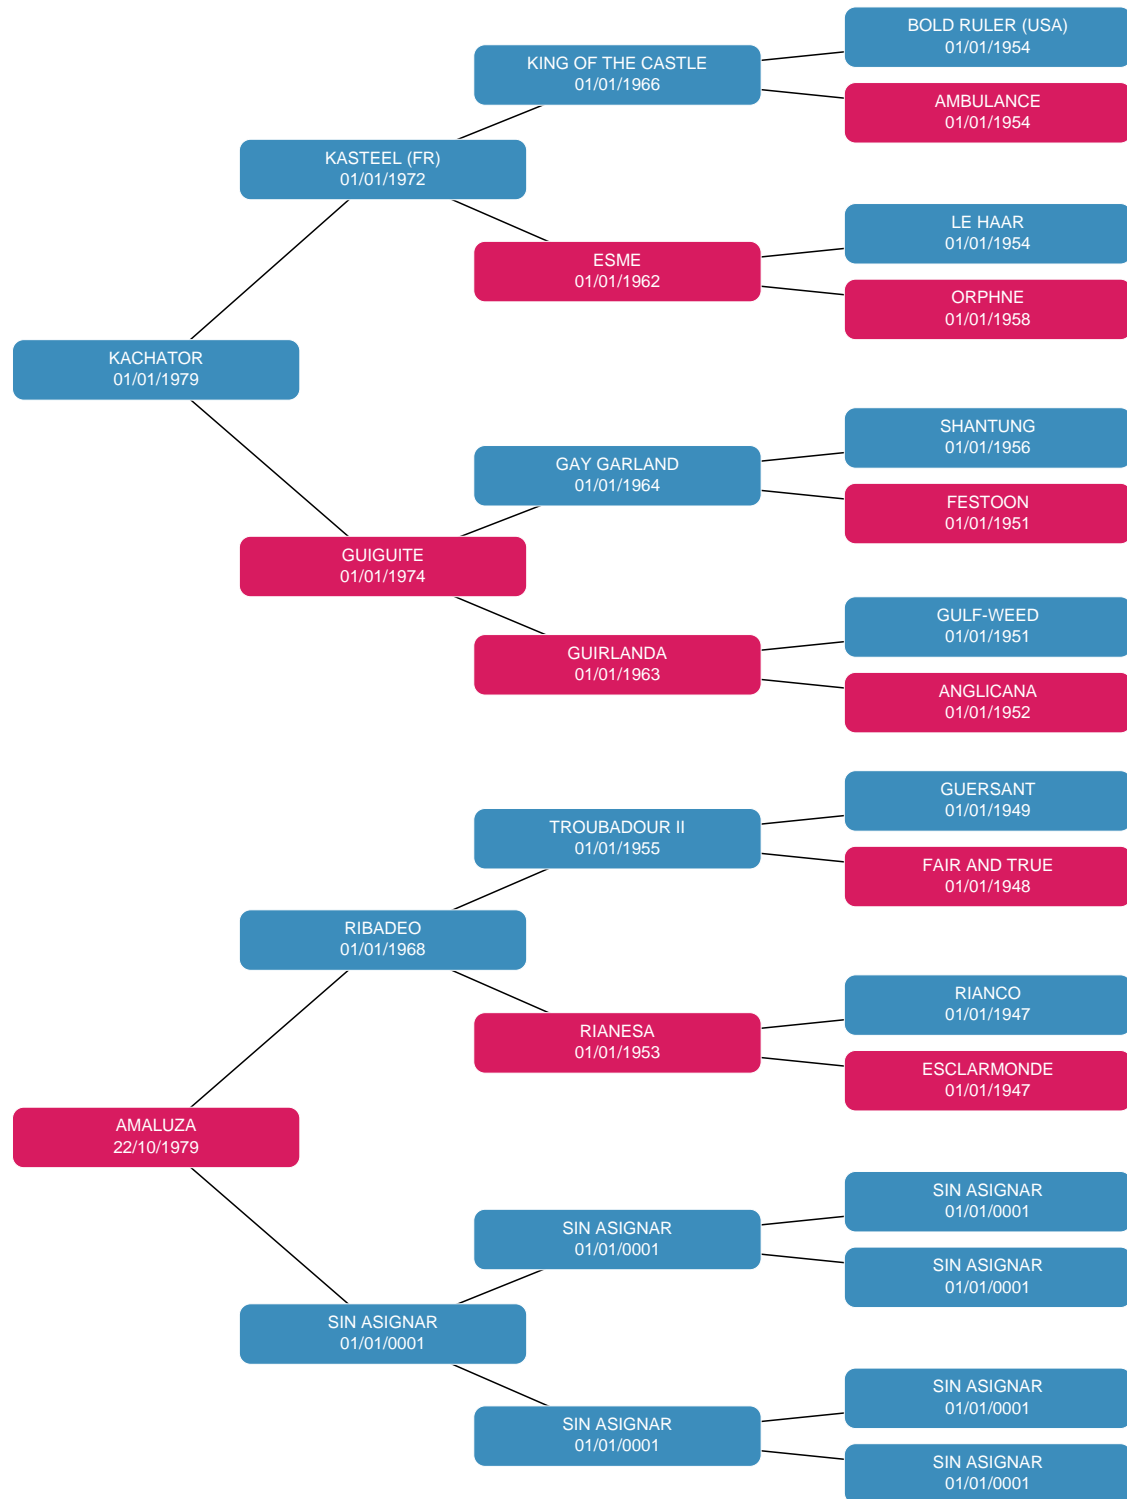 BOLD RULER (USA)
01/01/1954
KING OF THE CASTLE
01/01/1966
AMBULANCE
01/01/1954
KASTEEL (FR)
01/01/1972
LE HAAR
01/01/1954
ESME
01/01/1962
ORPHNE
01/01/1958
KACHATOR
01/01/1979
SHANTUNG
01/01/1956
GAY GARLAND
01/01/1964
FESTOON
01/01/1951
GUIGUITE
01/01/1974
GULF-WEED
01/01/1951
GUIRLANDA
01/01/1963
ANGLICANA
01/01/1952
GUERSANT
01/01/1949
TROUBADOUR II
01/01/1955
FAIR AND TRUE
01/01/1948
RIBADEO
01/01/1968
RIANCO
01/01/1947
RIANESA
01/01/1953
ESCLARMONDE
01/01/1947
AMALUZA
22/10/1979
SIN ASIGNAR
01/01/0001
SIN ASIGNAR
01/01/0001
SIN ASIGNAR
01/01/0001
SIN ASIGNAR
01/01/0001
SIN ASIGNAR
01/01/0001
SIN ASIGNAR
01/01/0001
SIN ASIGNAR
01/01/0001